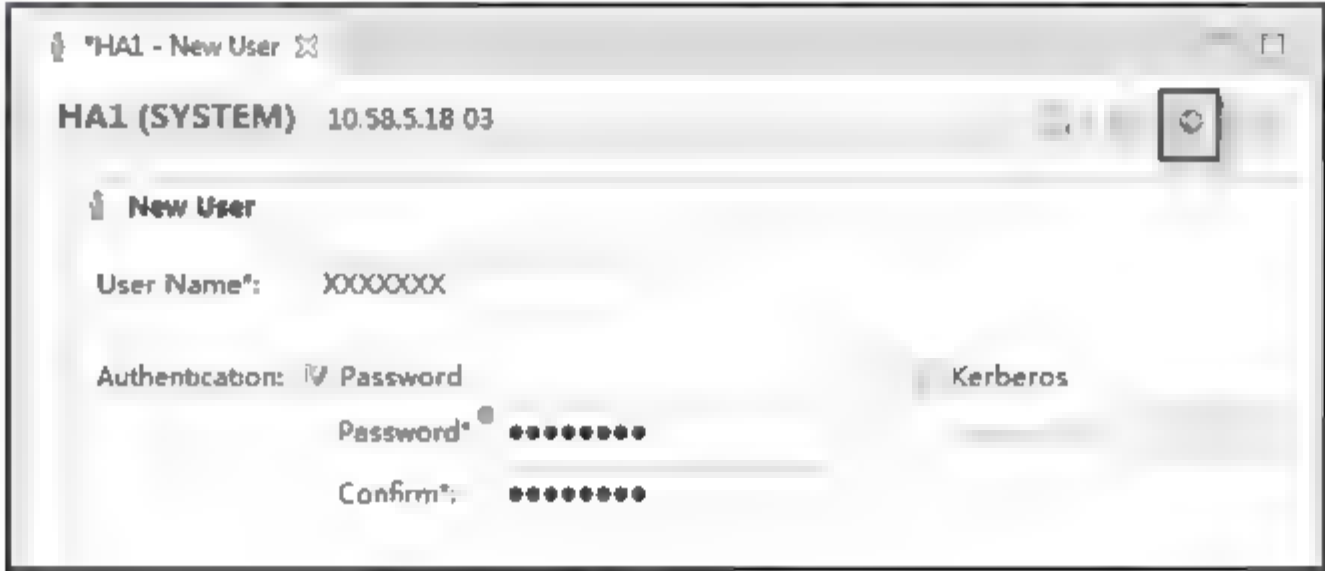 *HA1 - New User
HA1 (SYSTEM) 10.58.5.18 03
New User
User Name*: XXXXXXX
Authentication: Password Kerberos
Password* ●●●●●●●●
Confirm*: ●●●●●●●●